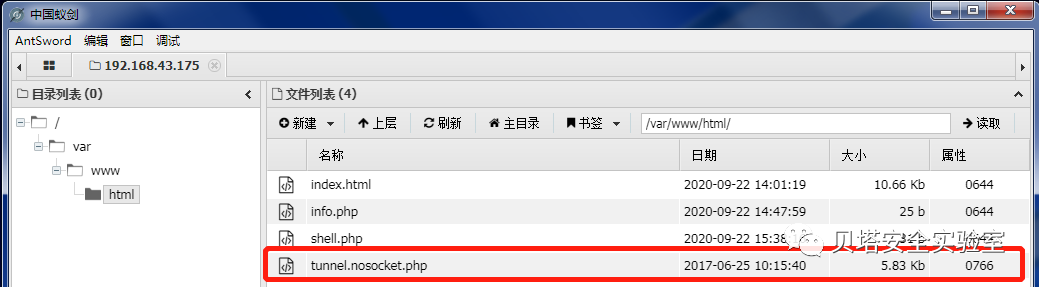 中国蚁剑
AntSword 编辑 窗口 调试
192.168.43.175
目录列表 (0)
/
var
www
html
文件列表 (4)
新建 上层 刷新 主目录 书签 /var/www/html/ 读取
名称 日期 大小 属性
index.html 2020-09-22 14:01:19 10.66 Kb 0644
info.php 2020-09-22 14:47:59 25 b 0644
shell.php 2020-09-22 15:38
贝塔安全实验室
tunnel.nosocket.php 2017-06-25 10:15:40 5.83 Kb 0766